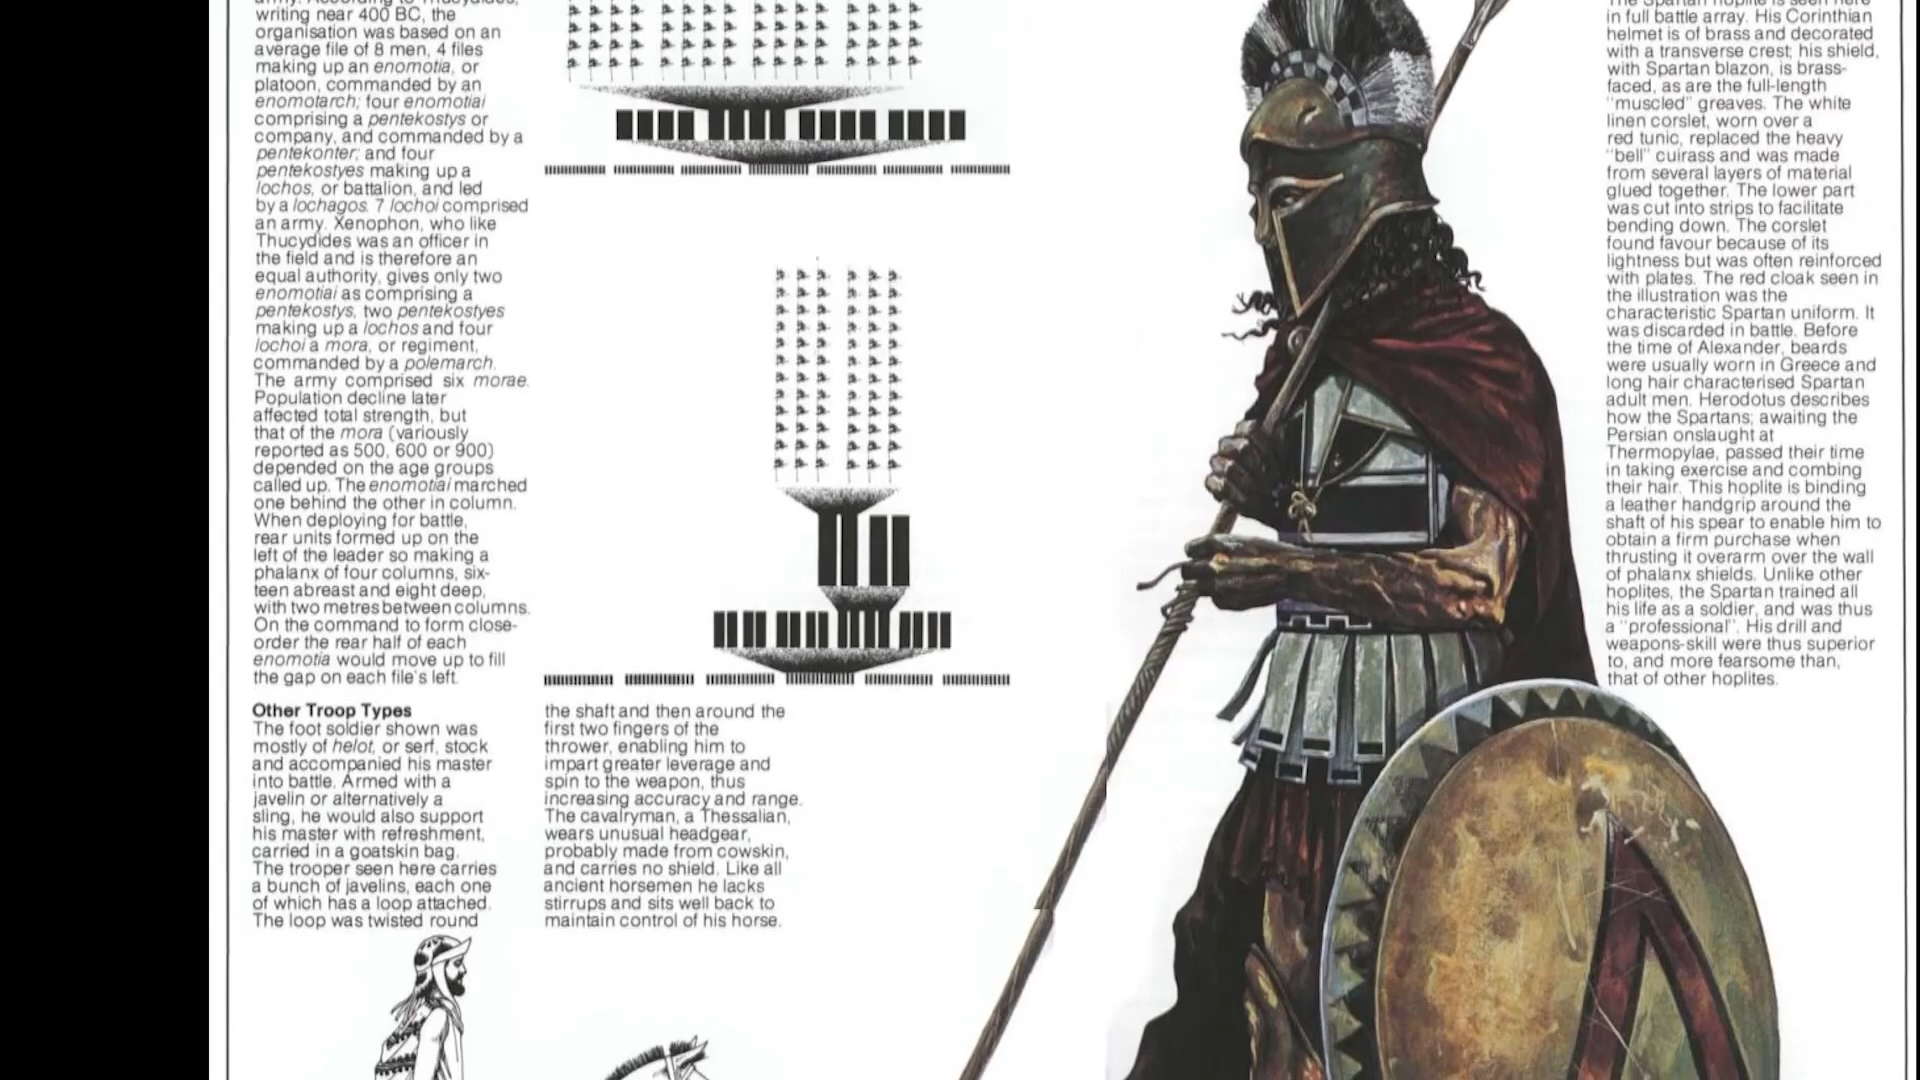 army. According to Thucydides,
writing near 400 BC, the
organisation was based on an
average file of 8 men, 4 files
making up an enomotia, or
platoon, commanded by an
enomotarch; four enomotiai
comprising a pentekostys or
company, and commanded by a
pentekonter; and four
pentekostyes making up a
lochos, or battalion, and led
by a lochagos. 7 lochoi comprised
an army. Xenophon, who like
Thucydides was an officer in
the field and is therefore an
equal authority, gives only two
enomotiai as comprising a
pentekostys, two pentekostyes
making up a lochos and four
lochoi a mora, or regiment,
commanded by a polemarch.
The army comprised six morae.
Population decline later
affected total strength, but
that of the mora (variously
reported as 500, 600 or 900)
depended on the age groups
called up. The enomotiai marched
one behind the other in column.
When deploying for battle,
rear units formed up on the
left of the leader so making a
phalanx of four columns, six-
teen abreast and eight deep,
with two metres between columns.
On the command to form close-
order the rear half of each
enomotia would move up to fill
the gap on each file's left.
Other Troop Types
The foot soldier shown was
mostly of helot, or serf, stock
and accompanied his master
into battle. Armed with a
javelin or alternatively a
sling, he would also support
his master with refreshment,
carried in a goatskin bag.
The trooper seen here carries
a bunch of javelins, each one
of which has a loop attached.
The loop was twisted round
the shaft and then around the
first two fingers of the
thrower, enabling him to
impart greater leverage and
spin to the weapon, thus
increasing accuracy and range.
The cavalryman, a Thessalian,
wears unusual headgear,
probably made from cowskin,
and carries no shield. Like all
ancient horsemen he lacks
stirrups and sits well back to
maintain control of his horse.
The Spartan hoplite is seen here
in full battle array. His Corinthian
helmet is of brass and decorated
with a transverse crest; his shield,
with Spartan blazon, is brass-
faced, as are the full-length
"muscled" greaves. The white
linen corslet, worn over a
red tunic, replaced the heavy
"bell" cuirass and was made
from several layers of material
glued together. The lower part
was cut into strips to facilitate
bending down. The corslet
found favour because of its
lightness but was often reinforced
with plates. The red cloak seen in
the illustration was the
characteristic Spartan uniform. It
was discarded in battle. Before
the time of Alexander, beards
were usually worn in Greece and
long hair characterised Spartan
adult men. Herodotus describes
how the Spartans; awaiting the
Persian onslaught at
Thermopylae, passed their time
in taking exercise and combing
their hair. This hoplite is binding
a leather handgrip around the
shaft of his spear to enable him to
obtain a firm purchase when
thrusting it overarm over the wall
of phalanx shields. Unlike other
hoplites, the Spartan trained all
his life as a soldier, and was thus
a "professional". His drill and
weapons-skill were thus superior
to, and more fearsome than,
that of other hoplites.